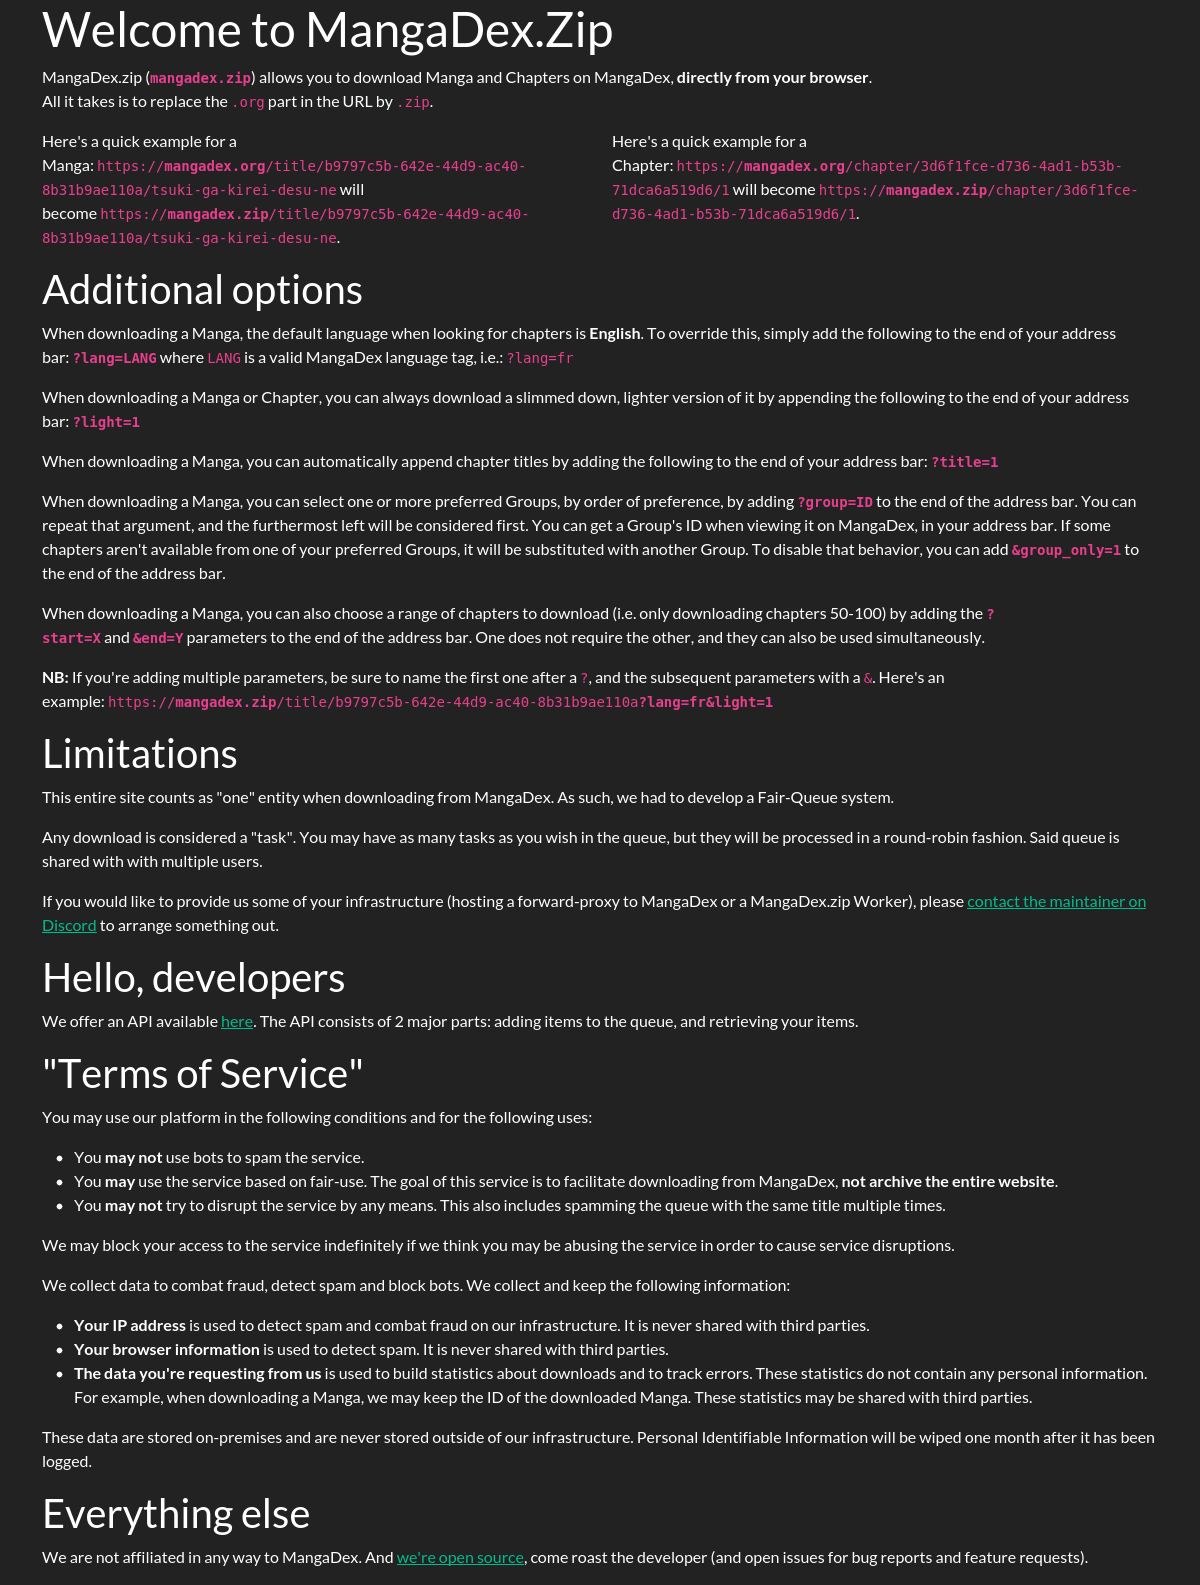 Welcome to MangaDex.Zip
MangaDex.zip (mangadex.zip) allows you to download Manga and Chapters on MangaDex, directly from your browser.
All it takes is to replace the .org part in the URL by .zip.
Here's a quick example for a
Manga: https://mangadex.org/title/b9797c5b-642e-44d9-ac40-
8b31b9ae110a/tsuki-ga-kirei-desu-ne will
become https://mangadex.zip/title/b9797c5b-642e-44d9-ac40-
8b31b9ae110a/tsuki-ga-kirei-desu-ne.
Here's a quick example for a
Chapter: https://mangadex.org/chapter/3d6f1fce-d736-4ad1-b53b-
71dca6a519d6/1 will become https://mangadex.zip/chapter/3d6f1fce-
d736-4ad1-b53b-71dca6a519d6/1.
Additional options
When downloading a Manga, the default language when looking for chapters is English. To override this, simply add the following to the end of your address
bar: ?lang=LANG where LANG is a valid MangaDex language tag, i.e.: ?lang=fr
When downloading a Manga or Chapter, you can always download a slimmed down, lighter version of it by appending the following to the end of your address
bar: ?light=1
When downloading a Manga, you can automatically append chapter titles by adding the following to the end of your address bar: ?title=1
When downloading a Manga, you can select one or more preferred Groups, by order of preference, by adding ?group=ID to the end of the address bar. You can
repeat that argument, and the furthermost left will be considered first. You can get a Group's ID when viewing it on MangaDex, in your address bar. If some
chapters aren't available from one of your preferred Groups, it will be substituted with another Group. To disable that behavior, you can add &group_only=1 to
the end of the address bar.
When downloading a Manga, you can also choose a range of chapters to download (i.e. only downloading chapters 50-100) by adding the ?
start=X and &end=Y parameters to the end of the address bar. One does not require the other, and they can also be used simultaneously.
NB: If you're adding multiple parameters, be sure to name the first one after a ?, and the subsequent parameters with a &. Here's an
example: https://mangadex.zip/title/b9797c5b-642e-44d9-ac40-8b31b9ae110a?lang=fr&light=1
Limitations
This entire site counts as "one" entity when downloading from MangaDex. As such, we had to develop a Fair-Queue system.
Any download is considered a "task". You may have as many tasks as you wish in the queue, but they will be processed in a round-robin fashion. Said queue is
shared with with multiple users.
If you would like to provide us some of your infrastructure (hosting a forward-proxy to MangaDex or a MangaDex.zip Worker), please contact the maintainer on
Discord to arrange something out.
Hello, developers
We offer an API available here. The API consists of 2 major parts: adding items to the queue, and retrieving your items.
"Terms of Service"
You may use our platform in the following conditions and for the following uses:
• You may not use bots to spam the service.
• You may use the service based on fair-use. The goal of this service is to facilitate downloading from MangaDex, not archive the entire website.
• You may not try to disrupt the service by any means. This also includes spamming the queue with the same title multiple times.
We may block your access to the service indefinitely if we think you may be abusing the service in order to cause service disruptions.
We collect data to combat fraud, detect spam and block bots. We collect and keep the following information:
• Your IP address is used to detect spam and combat fraud on our infrastructure. It is never shared with third parties.
• Your browser information is used to detect spam. It is never shared with third parties.
• The data you're requesting from us is used to build statistics about downloads and to track errors. These statistics do not contain any personal information.
For example, when downloading a Manga, we may keep the ID of the downloaded Manga. These statistics may be shared with third parties.
These data are stored on-premises and are never stored outside of our infrastructure. Personal Identifiable Information will be wiped one month after it has been
logged.
Everything else
We are not affiliated in any way to MangaDex. And we're open source, come roast the developer (and open issues for bug reports and feature requests).